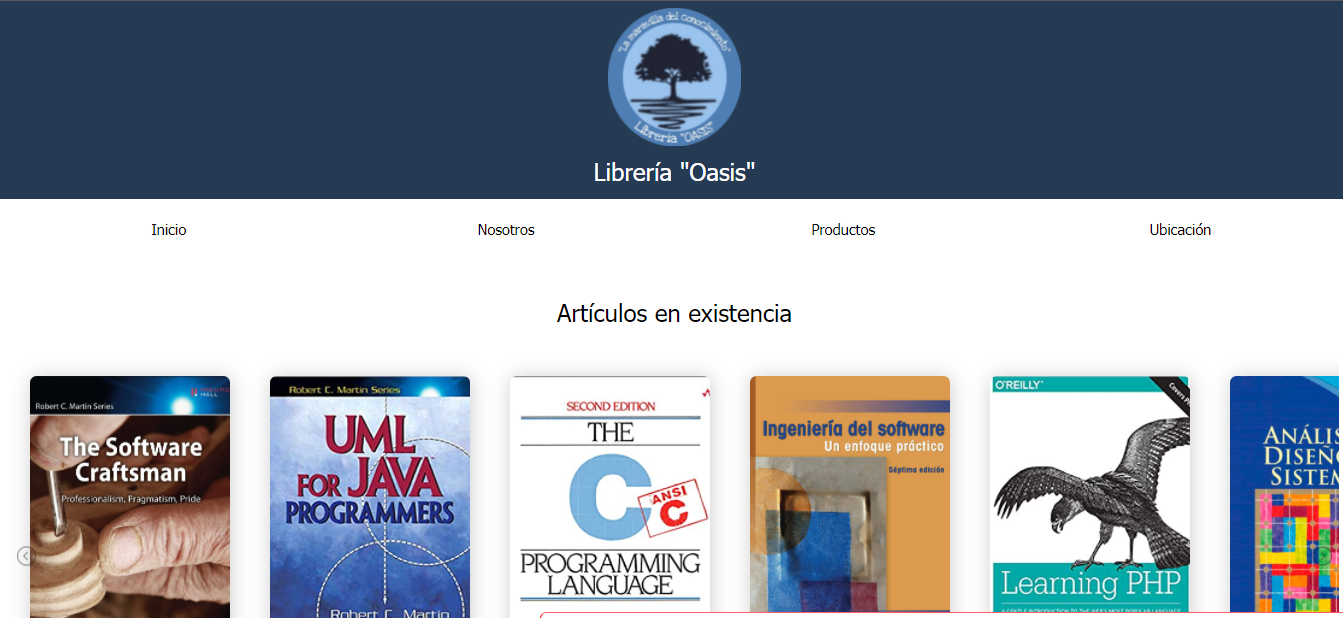 "La maravilla del conocimiento"
Librería "OASIS"
Librería "Oasis"
Inicio
Nosotros
Productos
Ubicación
Artículos en existencia
PRENTICE
HALL
Robert C. Martin Series
The Software
Craftsman
Professionalism, Pragmatism, Pride
Robert C. Martin Series
UML
FOR JAVA™
PROGRAMMERS
Robert C. Martin
SECOND EDITION
THE
C
ANSI
C
PROGRAMMING
LANGUAGE
Ingeniería del software
Un enfoque práctico
Séptima edición
O'REILLY®
Covers P
Learning PHP
A GENTLE INTRODUCTION TO THE WEB'S MOST POPULAR LANGUAGE
ANÁLIS
DISEÑO
SISTEM